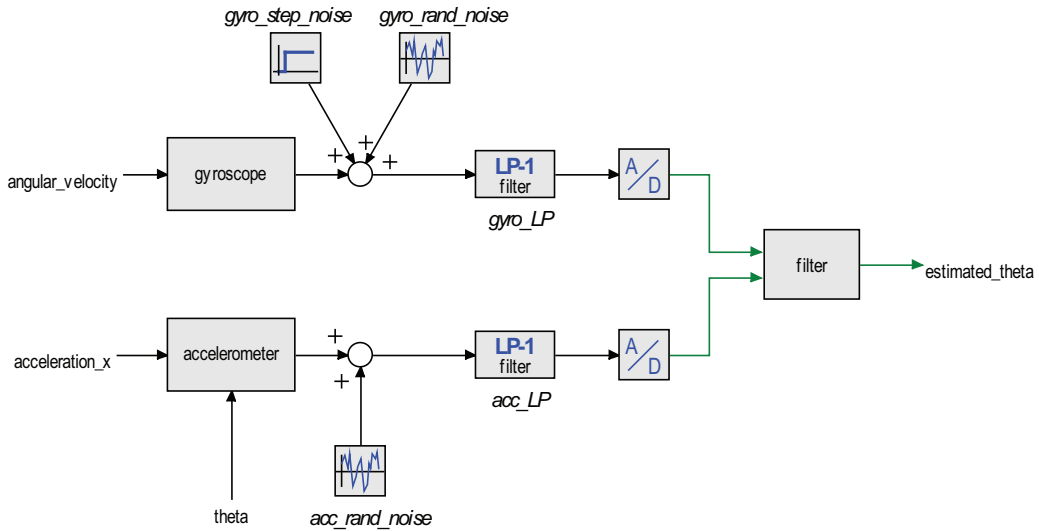 gyro_step_noise
gyro_rand_noise
+
+
+
angular_velocity
gyroscope
LP-1
filter
A/D
gyro_LP
filter
estimated_theta
acceleration_x
accelerometer
+
+
LP-1
filter
A/D
acc_LP
theta
acc_rand_noise